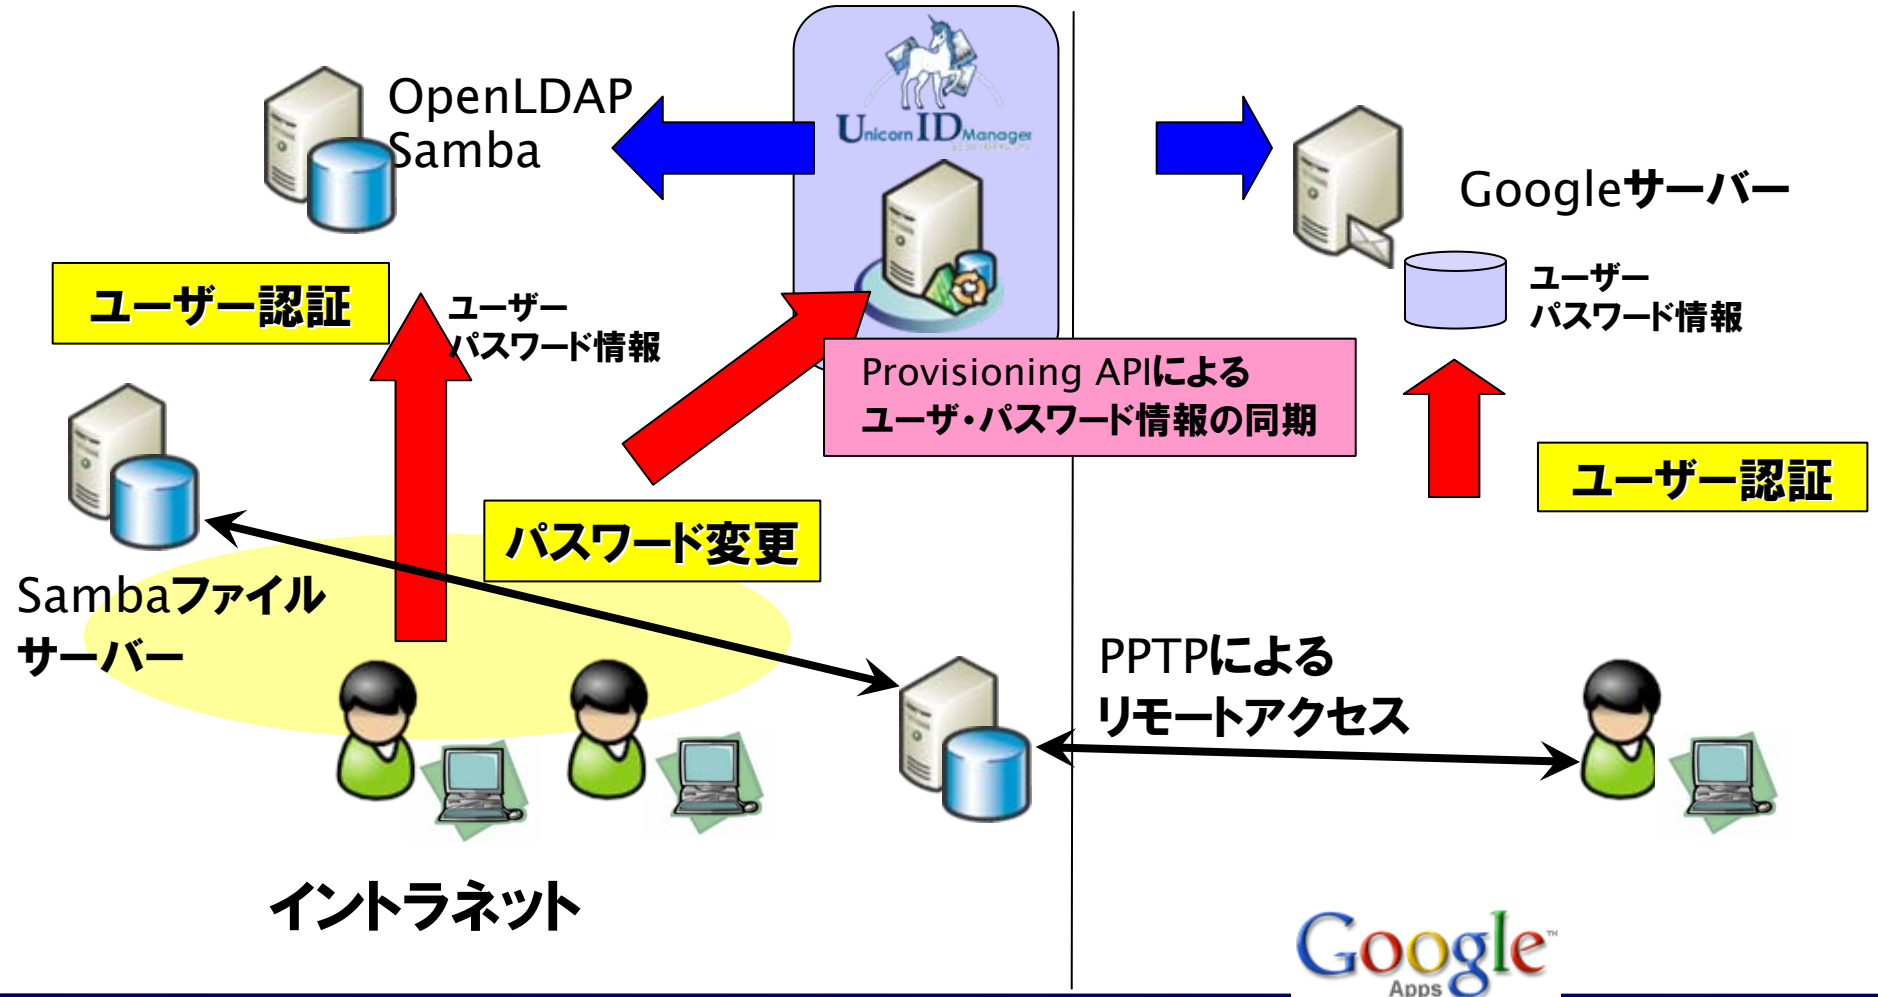 OpenLDAP
Samba
Unicorn ID Manager
Googleサーバー
ユーザー
パスワード情報
ユーザー認証
ユーザー
パスワード情報
Provisioning APIによる
ユーザ・パスワード情報の同期
ユーザー認証
パスワード変更
Sambaファイル
サーバー
PPTPによる
リモートアクセス
イントラネット
Google™
Apps